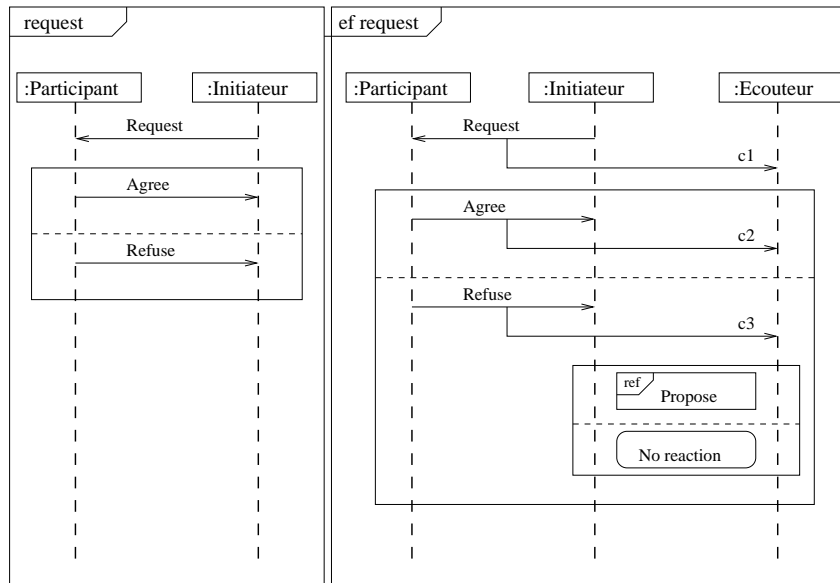 request
:Participant :Initiateur
Request
Agree
Refuse
ef request
:Participant :Initiateur :Ecouteur
Request
c1
Agree
c2
Refuse
c3
ref
Propose
No reaction